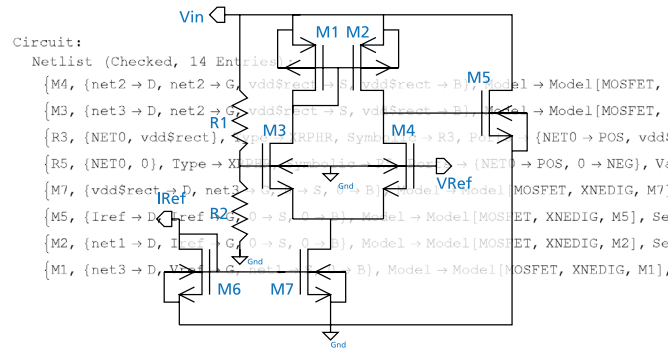 Vin
M1 M2
Circuit:
Netlist (Checked, 14 Entries):
{M4, {net2 → D, net2 → G, vdd$rect → S, vdd$rect → B}, Model → Model[MOSFET,
M5
{M3, {net2 → D, net3 → G, vdd$rect → S, vdd$rect → B}, Model → Model[MOSFET,
R1
M3
M4
{R3, {NET0, vdd$rect}, Type → XRPHR, Symbolic → R3, Ports → {NET0 → POS, vdd$
{R5, {NET0, 0}, Type → XRPHR, Symbolic → → {NET0 → POS, 0 → NEG}, Va
Gnd
VRef
{M7, {vdd$rect → D, net3 → G, → S, 0 → B}, Model → Model[MOSFET, XNEDIG, M7]
IRef
R2
{M5, {Iref → D, Iref → G, 0 → S, 0 → B}, Model → Model[MOSFET, XNEDIG, M5], Se
{M2, {net1 → D, Iref → G, 0 → S, 0 → B}, Model → Model[MOSFET, XNEDIG, M2], Se
Gnd
{M1, {net3 → D, Vref → G, net1 → 0 → B}, Model → Model[MOSFET, XNEDIG, M1],
M6
M7
Gnd